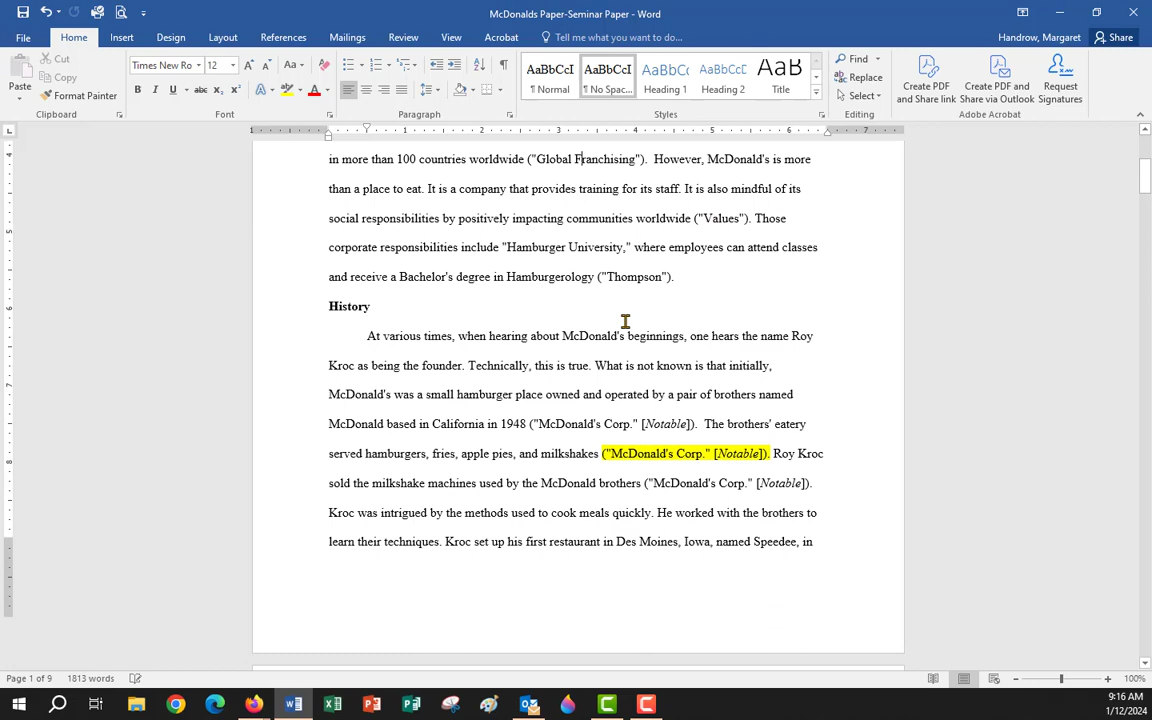 McDonalds Paper-Seminar Paper - Word
File Home Insert Design Layout References Mailings Review View Acrobat Tell me what you want to do... Handrow, Margaret Share
Paste Cut Copy Format Painter
Times New Ro 12 Aa A A
B I U abc X₂ X² A A
AaBbCcI AaBbCcI AaBbCc AaBbCcD AaB
¶ Normal ¶ No Spac... Heading 1 Heading 2 Title
Find Replace Select
Create PDF and Share link
Create PDF and Share via Outlook
Request Signatures
Clipboard Font Paragraph Styles Editing Adobe Acrobat
1 1 2 3 4 5 6 7
in more than 100 countries worldwide ("Global Franchising").  However, McDonald's is more
than a place to eat. It is a company that provides training for its staff. It is also mindful of its
social responsibilities by positively impacting communities worldwide ("Values"). Those
corporate responsibilities include "Hamburger University," where employees can attend classes
and receive a Bachelor's degree in Hamburgerology ("Thompson").
History
At various times, when hearing about McDonald's beginnings, one hears the name Roy
Kroc as being the founder. Technically, this is true. What is not known is that initially,
McDonald's was a small hamburger place owned and operated by a pair of brothers named
McDonald based in California in 1948 ("McDonald's Corp." [Notable]).  The brothers' eatery
served hamburgers, fries, apple pies, and milkshakes ("McDonald's Corp." [Notable]). Roy Kroc
sold the milkshake machines used by the McDonald brothers ("McDonald's Corp." [Notable]).
Kroc was intrigued by the methods used to cook meals quickly. He worked with the brothers to
learn their techniques. Kroc set up his first restaurant in Des Moines, Iowa, named Speedee, in
Page 1 of 9 1813 words 100%
9:16 AM
1/12/2024